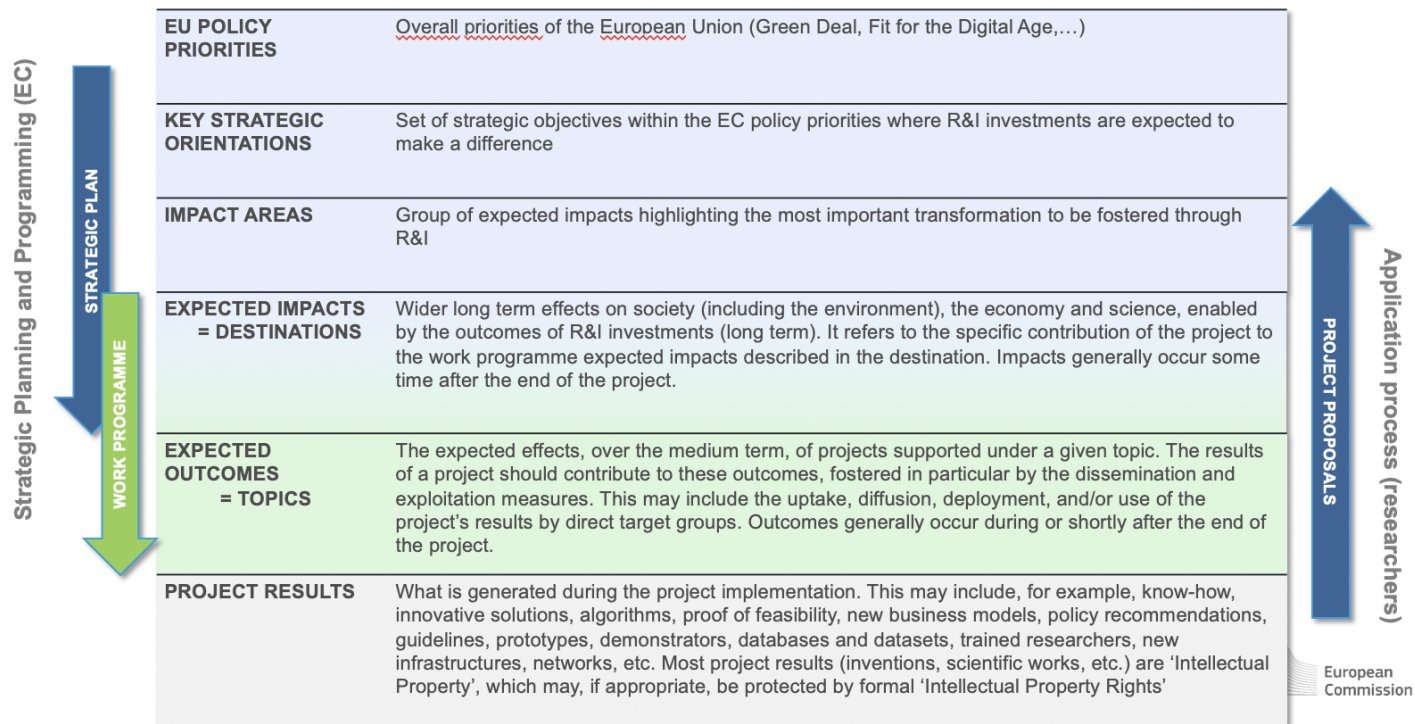 Strategic Planning and Programming (EC)
STRATEGIC PLAN
WORK PROGRAMME
EU POLICY
PRIORITIES
Overall priorities of the European Union (Green Deal, Fit for the Digital Age,…)
KEY STRATEGIC
ORIENTATIONS
Set of strategic objectives within the EC policy priorities where R&I investments are expected to
make a difference
IMPACT AREAS
Group of expected impacts highlighting the most important transformation to be fostered through
R&I
EXPECTED IMPACTS
= DESTINATIONS
Wider long term effects on society (including the environment), the economy and science, enabled
by the outcomes of R&I investments (long term). It refers to the specific contribution of the project to
the work programme expected impacts described in the destination. Impacts generally occur some
time after the end of the project.
EXPECTED
OUTCOMES
= TOPICS
The expected effects, over the medium term, of projects supported under a given topic. The results
of a project should contribute to these outcomes, fostered in particular by the dissemination and
exploitation measures. This may include the uptake, diffusion, deployment, and/or use of the
project's results by direct target groups. Outcomes generally occur during or shortly after the end of
the project.
PROJECT RESULTS
What is generated during the project implementation. This may include, for example, know-how,
innovative solutions, algorithms, proof of feasibility, new business models, policy recommendations,
guidelines, prototypes, demonstrators, databases and datasets, trained researchers, new
infrastructures, networks, etc. Most project results (inventions, scientific works, etc.) are ‘Intellectual
Property’, which may, if appropriate, be protected by formal ‘Intellectual Property Rights’
PROJECT PROPOSALS
Application process (researchers)
European
Commission